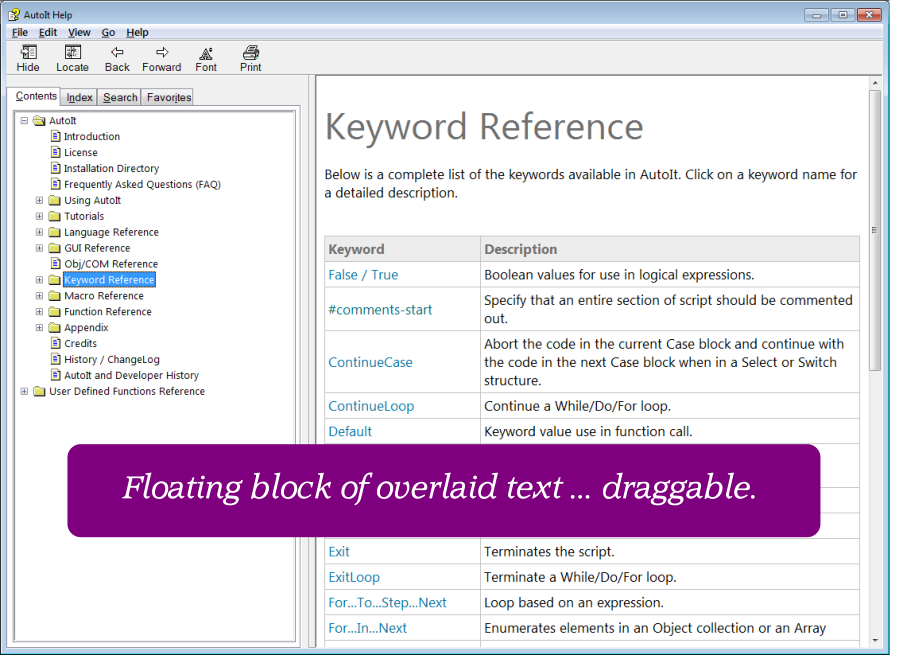 AutoIt Help
File Edit View Go Help
Hide Locate Back Forward Font Print
Contents Index Search Favorites
AutoIt
Introduction
License
Installation Directory
Frequently Asked Questions (FAQ)
Using AutoIt
Tutorials
Language Reference
GUI Reference
Obj/COM Reference
Keyword Reference
Macro Reference
Function Reference
Appendix
Credits
History / ChangeLog
AutoIt and Developer History
User Defined Functions Reference
Keyword Reference
Below is a complete list of the keywords available in AutoIt. Click on a keyword name for
a detailed description.
Keyword Description
False / True Boolean values for use in logical expressions.
#comments-start Specify that an entire section of script should be commented
out.
ContinueCase Abort the code in the current Case block and continue with
the code in the next Case block when in a Select or Switch
structure.
ContinueLoop Continue a While/Do/For loop.
Default Keyword value use in function call.
Floating block of overlaid text ... draggable.
Exit Terminates the script.
ExitLoop Terminate a While/Do/For loop.
For...To...Step...Next Loop based on an expression.
For...In...Next Enumerates elements in an Object collection or an Array